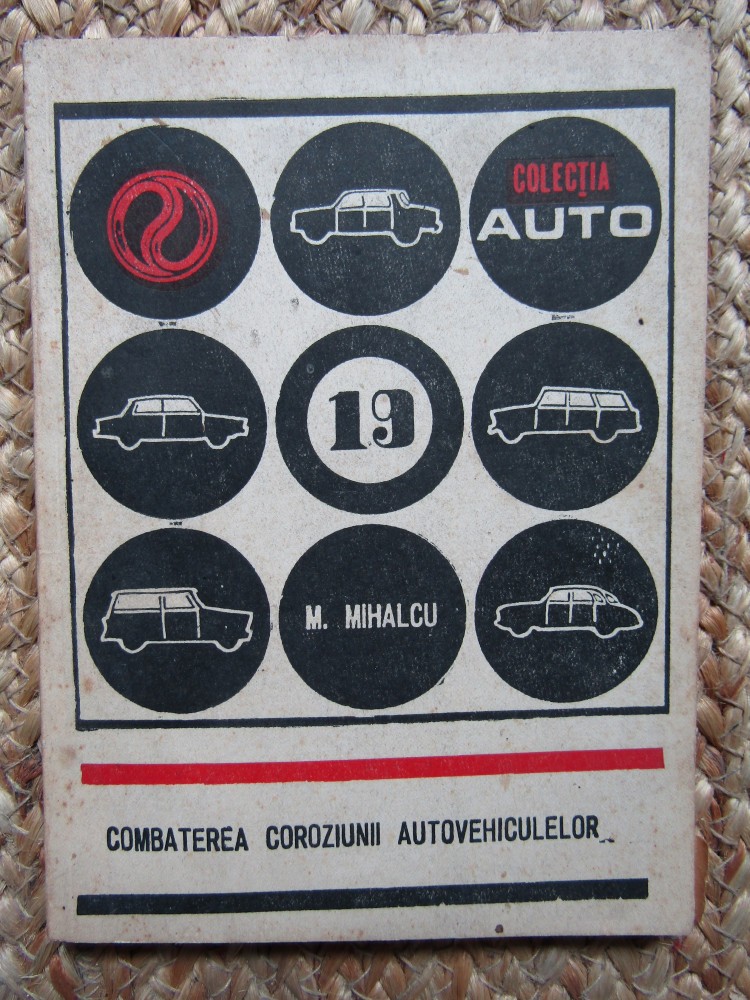 COLECȚIA
AUTO
19
M. MIHALCU
COMBATEREA COROZIUNII AUTOVEHICULELOR